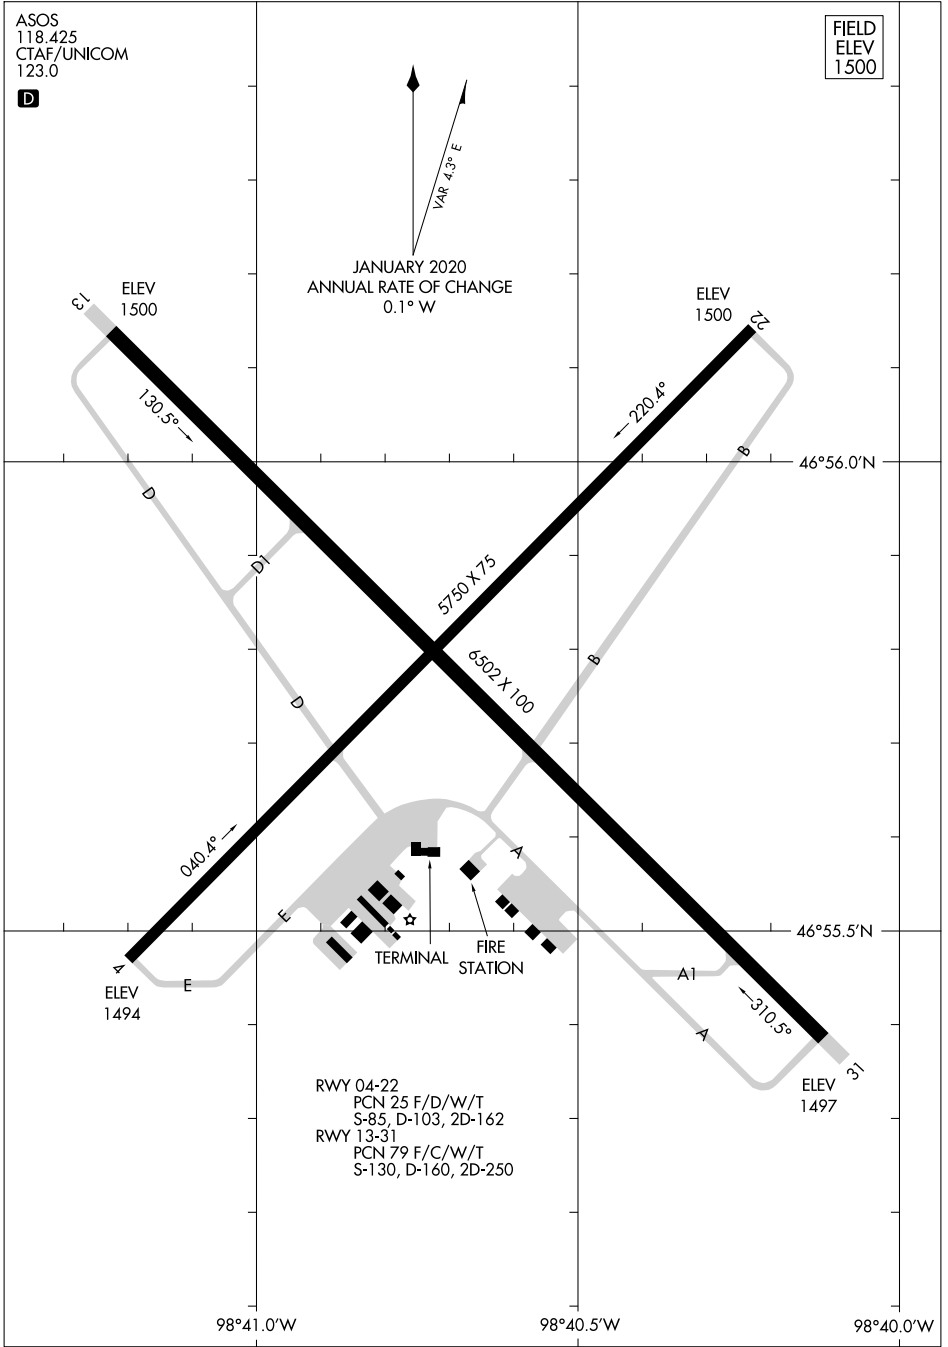 ASOS
118.425
CTAF/UNICOM
123.0
D
FIELD
ELEV
1500
VAR 4.3° E
JANUARY 2020
ANNUAL RATE OF CHANGE
0.1° W
13
ELEV
1500
ELEV
1500
22
130.5°
220.4°
46°56.0'N
B
D
D1
5750 X 75
B
6502 X 100
D
040.4°
A
E
46°55.5'N
TERMINAL
FIRE
STATION
4
ELEV
1494
E
A1
310.5°
A
31
ELEV
1497
RWY 04-22
PCN 25 F/D/W/T
S-85, D-103, 2D-162
RWY 13-31
PCN 79 F/C/W/T
S-130, D-160, 2D-250
98°41.0'W
98°40.5'W
98°40.0'W